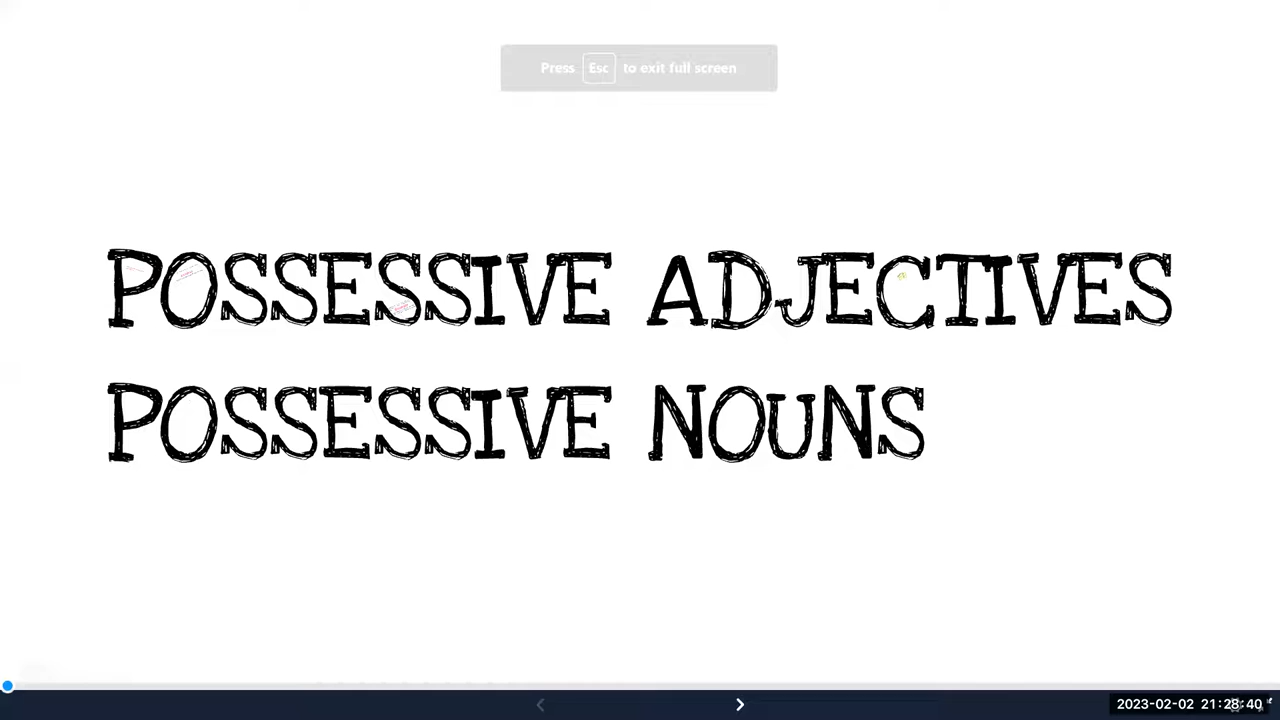 Press Esc to exit full screen
POSSESSIVE ADJECTIVES
POSSESSIVE NOUNS
2023-02-02 21:28:40